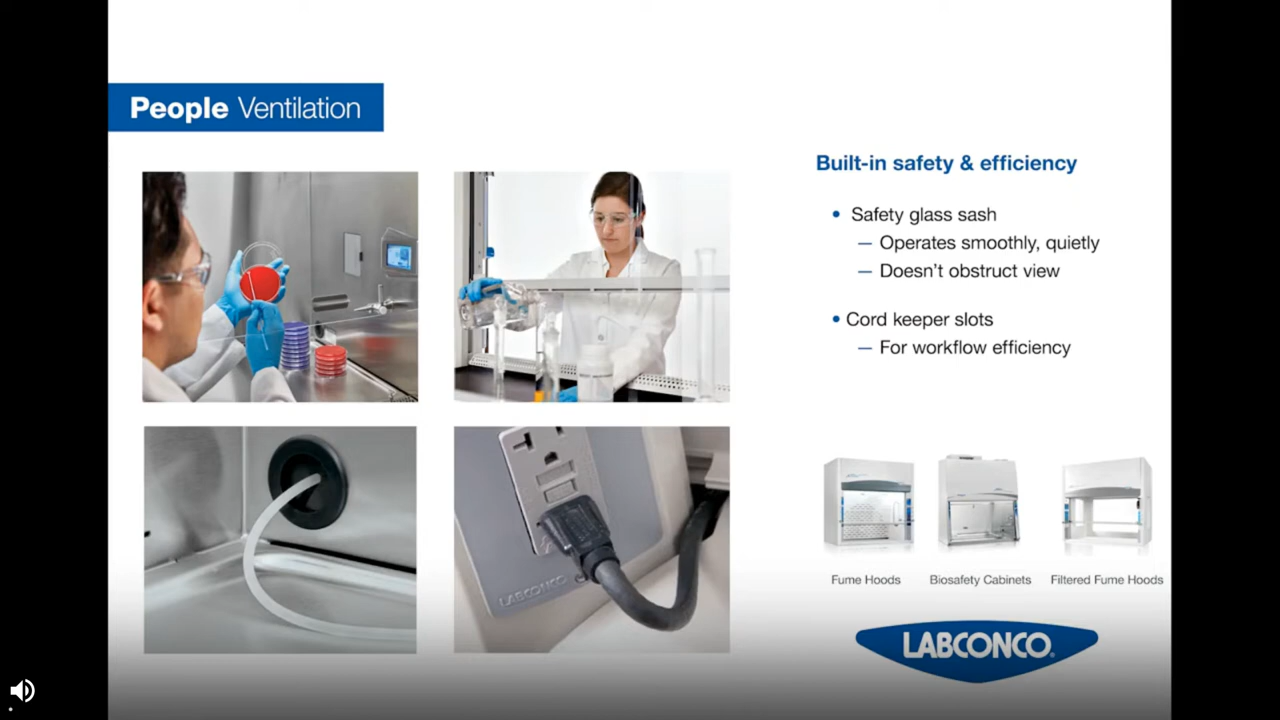 People Ventilation
Built-in safety & efficiency
• Safety glass sash
— Operates smoothly, quietly
— Doesn't obstruct view
• Cord keeper slots
— For workflow efficiency
LABCONCO
Fume Hoods
Biosafety Cabinets
Filtered Fume Hoods
LABCONCO®